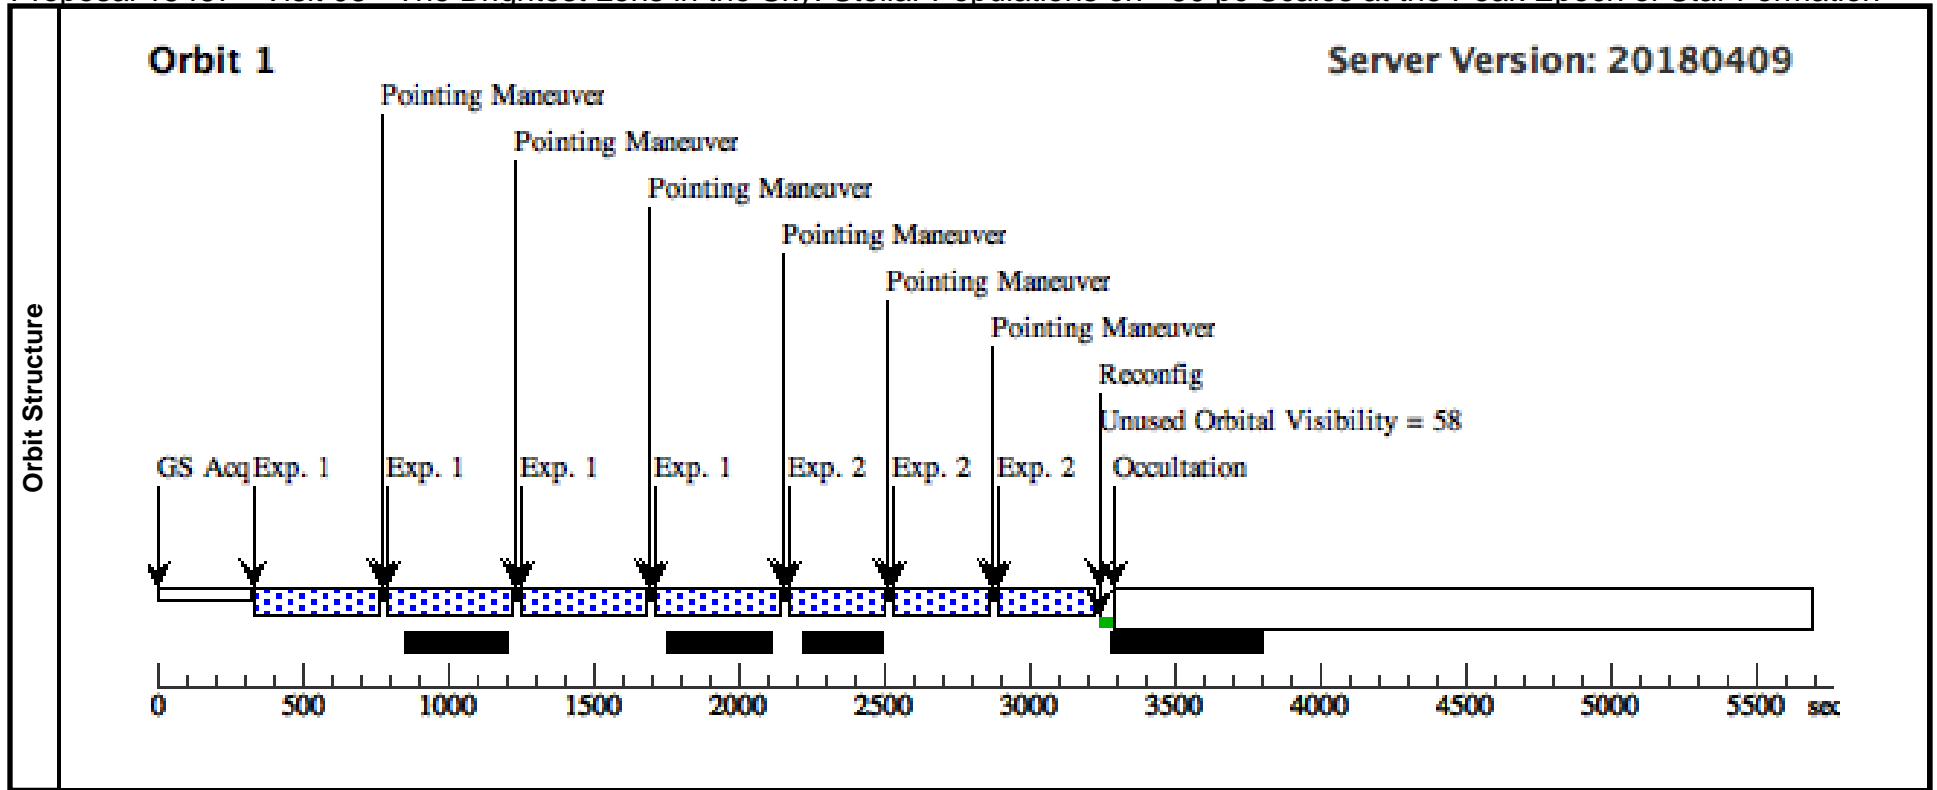 Orbit 1
Server Version: 20180409
Pointing Maneuver
Pointing Maneuver
Pointing Maneuver
Pointing Maneuver
Pointing Maneuver
Pointing Maneuver
Reconfig
Unused Orbital Visibility = 58
GS Acq Exp. 1 Exp. 1 Exp. 1 Exp. 1 Exp. 2 Exp. 2 Exp. 2 Occultation
Orbit Structure
0 500 1000 1500 2000 2500 3000 3500 4000 4500 5000 5500 sec